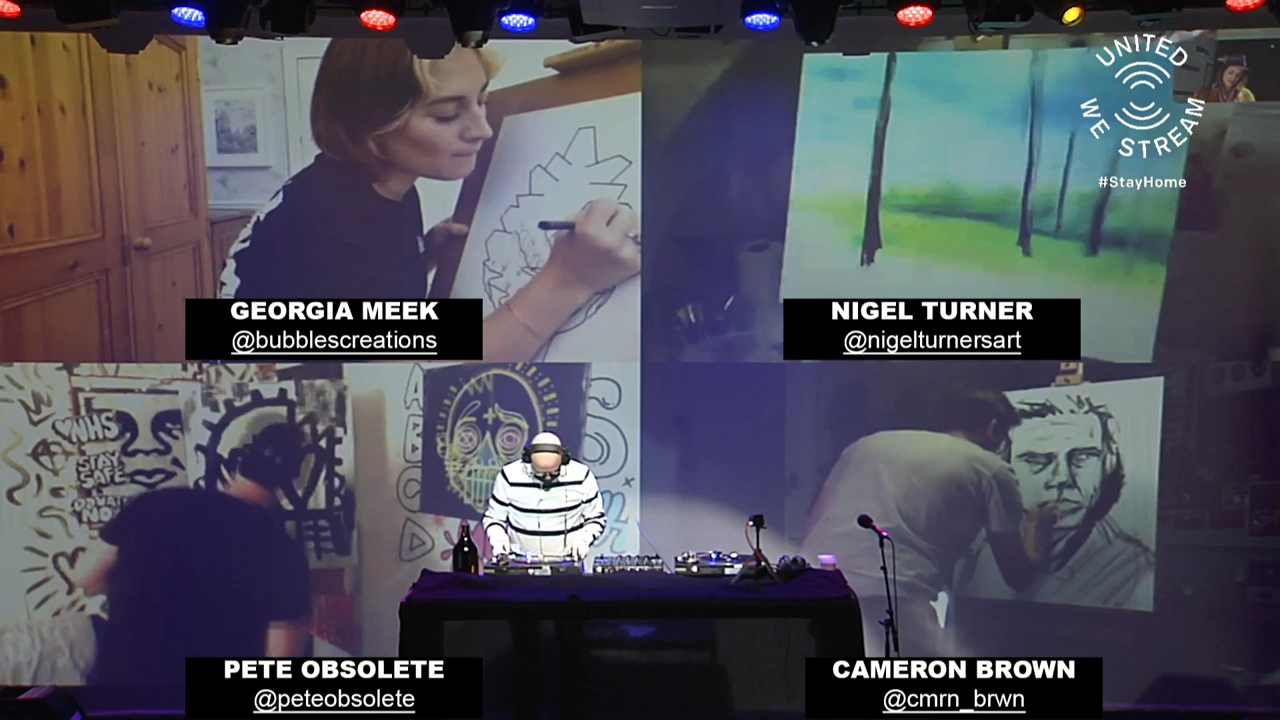 UNITED
WE STREAM
#StayHome
GEORGIA MEEK
@bubblescreations
NIGEL TURNER
@nigelturnersart
NHS
STAY
SAFE
NOW
PETE OBSOLETE
@peteobsolete
CAMERON BROWN
@cmrn_brwn